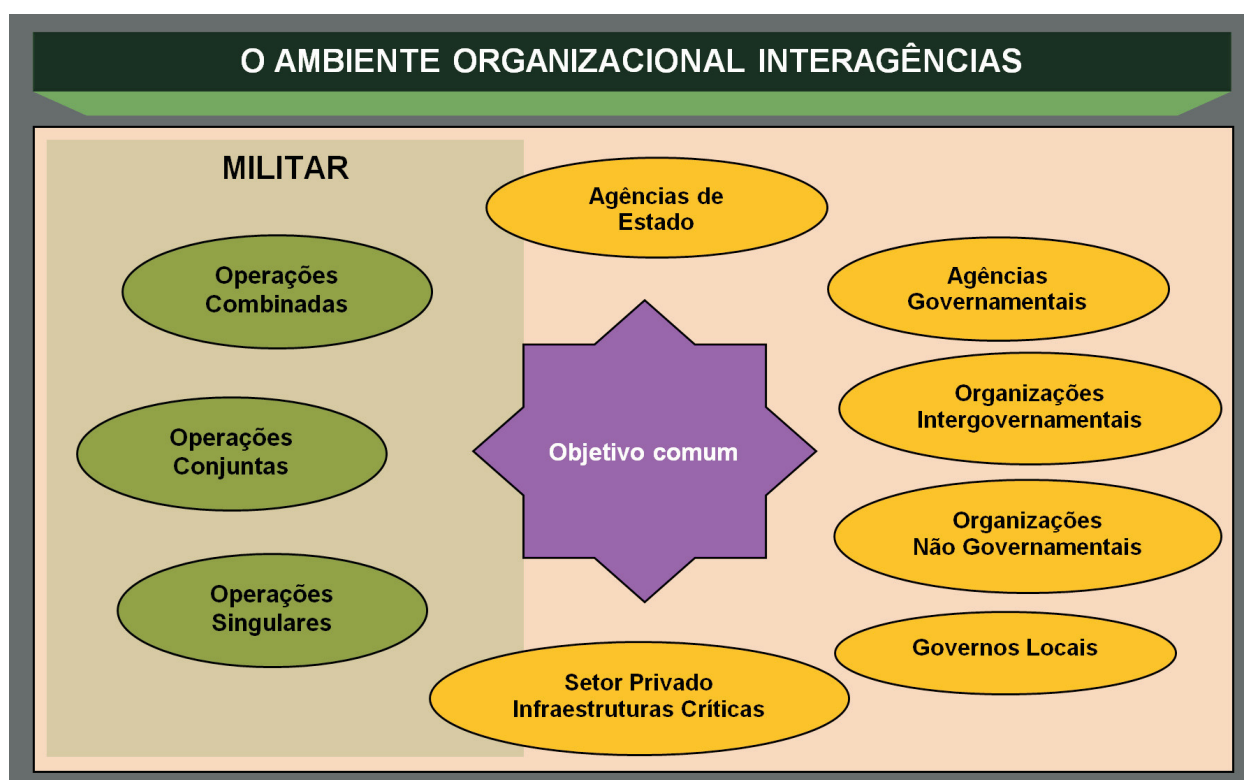 O AMBIENTE ORGANIZACIONAL INTERAGÊNCIAS
MILITAR
Operações
Combinadas
Operações
Conjuntas
Operações
Singulares
Agências de
Estado
Objetivo comum
Setor Privado
Infraestruturas Críticas
Agências
Governamentais
Organizações
Intergovernamentais
Organizações
Não Governamentais
Governos Locais